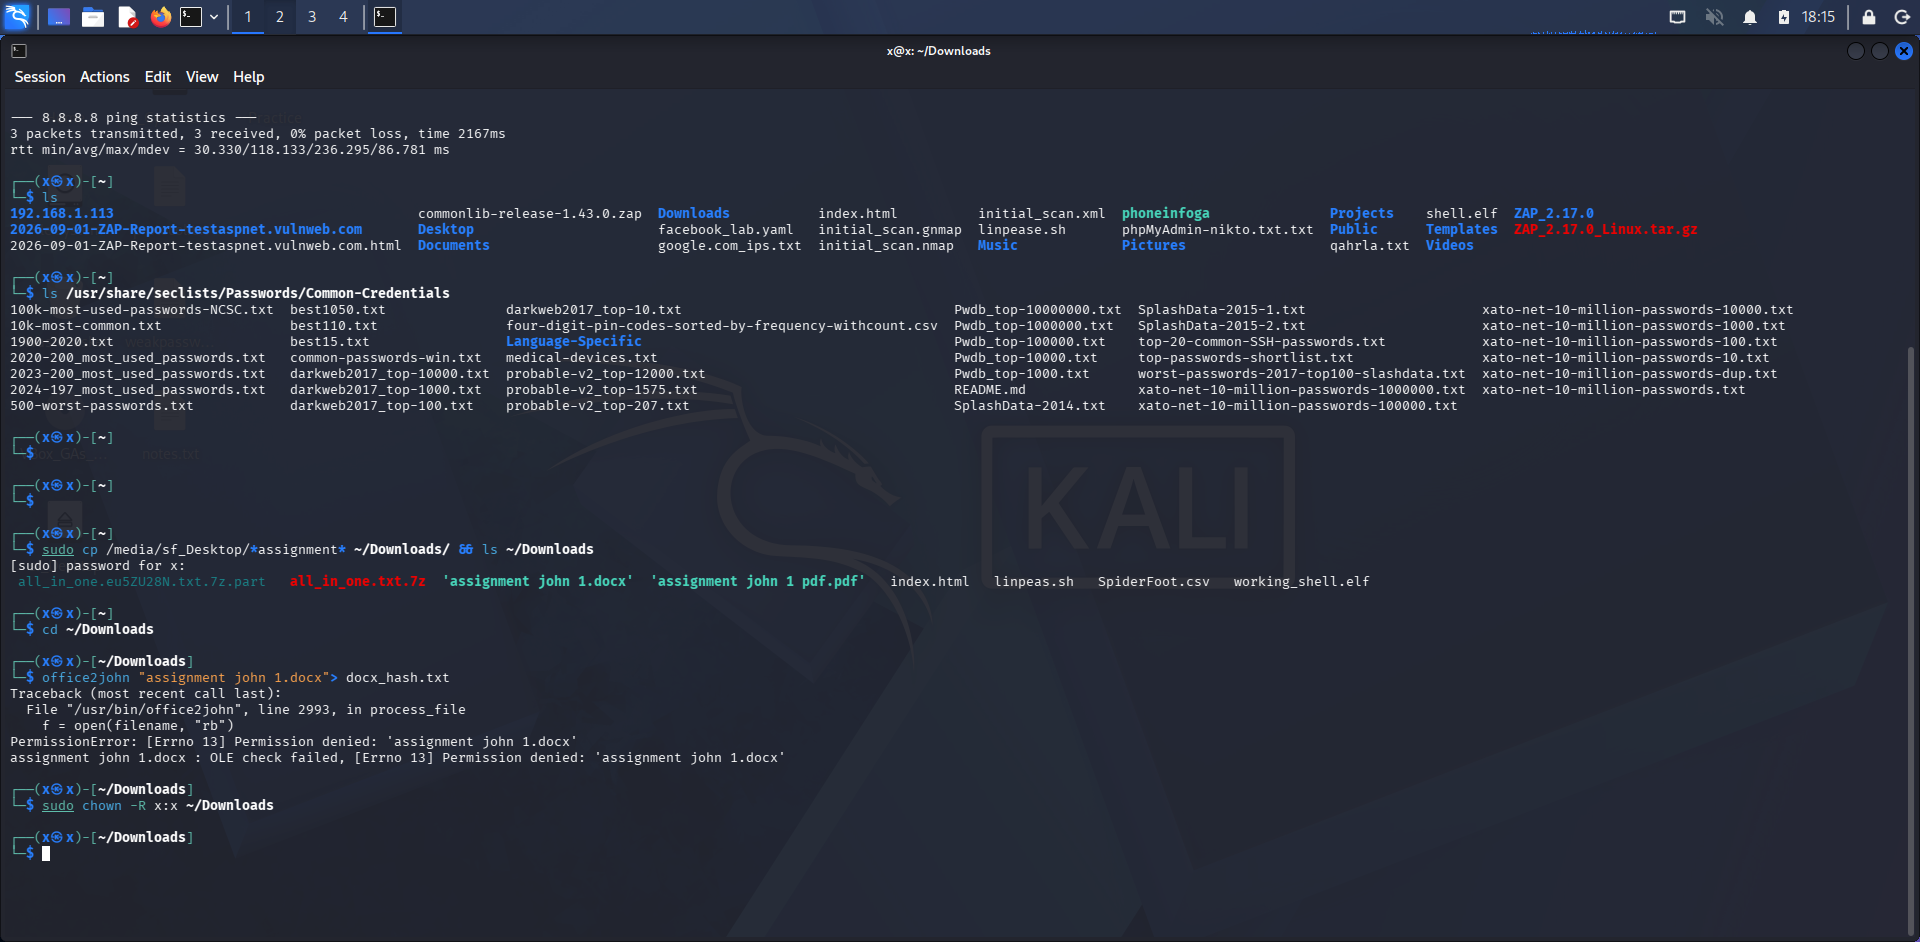 1 2 3 4 18:15
x@x: ~/Downloads
Session Actions Edit View Help
── 8.8.8.8 ping statistics ──
3 packets transmitted, 3 received, 0% packet loss, time 2167ms
rtt min/avg/max/mdev = 30.330/118.133/236.295/86.781 ms
┌──(x㉿x)-[~]
└─$ ls
192.168.1.113 commonlib-release-1.43.0.zap Downloads index.html initial_scan.xml phoneinfoga Projects shell.elf ZAP_2.17.0
2026-09-01-ZAP-Report-testaspnet.vulnweb.com Desktop facebook_lab.yaml initial_scan.gnmap linpease.sh phpMyAdmin-nikto.txt.txt Public Templates ZAP_2.17.0_Linux.tar.gz
2026-09-01-ZAP-Report-testaspnet.vulnweb.com.html Documents google.com_ips.txt initial_scan.nmap Music Pictures qahrla.txt Videos
┌──(x㉿x)-[~]
└─$ ls /usr/share/seclists/Passwords/Common-Credentials
100k-most-used-passwords-NCSC.txt best1050.txt darkweb2017_top-10.txt Pwdb_top-10000000.txt SplashData-2015-1.txt xato-net-10-million-passwords-10000.txt
10k-most-common.txt best110.txt four-digit-pin-codes-sorted-by-frequency-withcount.csv Pwdb_top-1000000.txt SplashData-2015-2.txt xato-net-10-million-passwords-1000.txt
1900-2020.txt best15.txt Language-Specific Pwdb_top-100000.txt top-20-common-SSH-passwords.txt xato-net-10-million-passwords-100.txt
2020-200_most_used_passwords.txt common-passwords-win.txt medical-devices.txt Pwdb_top-10000.txt top-passwords-shortlist.txt xato-net-10-million-passwords-10.txt
2023-200_most_used_passwords.txt darkweb2017_top-10000.txt probable-v2_top-12000.txt Pwdb_top-1000.txt worst-passwords-2017-top100-slashdata.txt xato-net-10-million-passwords-dup.txt
2024-197_most_used_passwords.txt darkweb2017_top-1000.txt probable-v2_top-1575.txt README.md xato-net-10-million-passwords-1000000.txt xato-net-10-million-passwords.txt
500-worst-passwords.txt darkweb2017_top-100.txt probable-v2_top-207.txt SplashData-2014.txt xato-net-10-million-passwords-100000.txt
┌──(x㉿x)-[~]
└─$
notes.txt
┌──(x㉿x)-[~]
└─$
KALI
┌──(x㉿x)-[~]
└─$ sudo cp /media/sf_Desktop/*assignment* ~/Downloads/ && ls ~/Downloads
[sudo] password for x:
all_in_one.eu5ZU28N.txt.7z.part all_in_one.txt.7z 'assignment john 1.docx' 'assignment john 1 pdf.pdf' index.html linpeas.sh SpiderFoot.csv working_shell.elf
┌──(x㉿x)-[~]
└─$ cd ~/Downloads
┌──(x㉿x)-[~/Downloads]
└─$ office2john "assignment john 1.docx"> docx_hash.txt
Traceback (most recent call last):
File "/usr/bin/office2john", line 2993, in process_file
f = open(filename, "rb")
PermissionError: [Errno 13] Permission denied: 'assignment john 1.docx'
assignment john 1.docx : OLE check failed, [Errno 13] Permission denied: 'assignment john 1.docx'
┌──(x㉿x)-[~/Downloads]
└─$ sudo chown -R x:x ~/Downloads
┌──(x㉿x)-[~/Downloads]
└─$